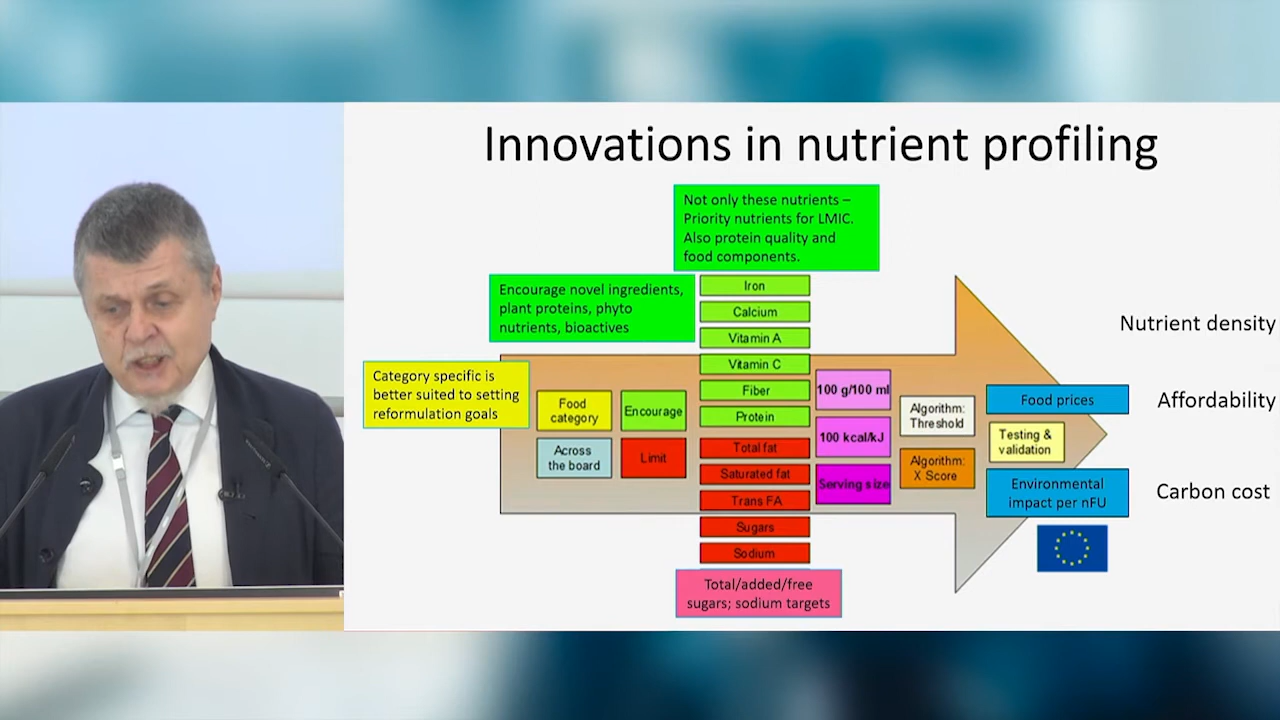 Innovations in nutrient profiling
Not only these nutrients –
Priority nutrients for LMIC.
Also protein quality and
food components.
Encourage novel ingredients,
plant proteins, phyto
nutrients, bioactives
Category specific is
better suited to setting
reformulation goals
Food
category
Across
the board
Encourage
Limit
Iron
Calcium
Vitamin A
Vitamin C
Fiber
Protein
Total fat
Saturated fat
Trans FA
Sugars
Sodium
Total/added/free
sugars; sodium targets
100 g/100 ml
100 kcal/kJ
Serving size
Algorithm:
Threshold
Algorithm:
X Score
Food prices
Testing &
validation
Environmental
impact per nFU
Nutrient density
Affordability
Carbon cost